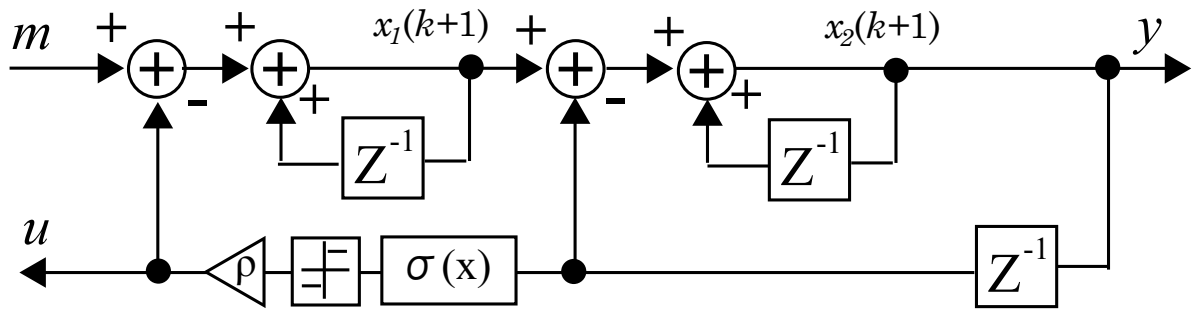 m + + x₁(k+1) + + x₂(k+1) y
+ + + +
- + - +
Z⁻¹ Z⁻¹
u ρ σ(x) Z⁻¹